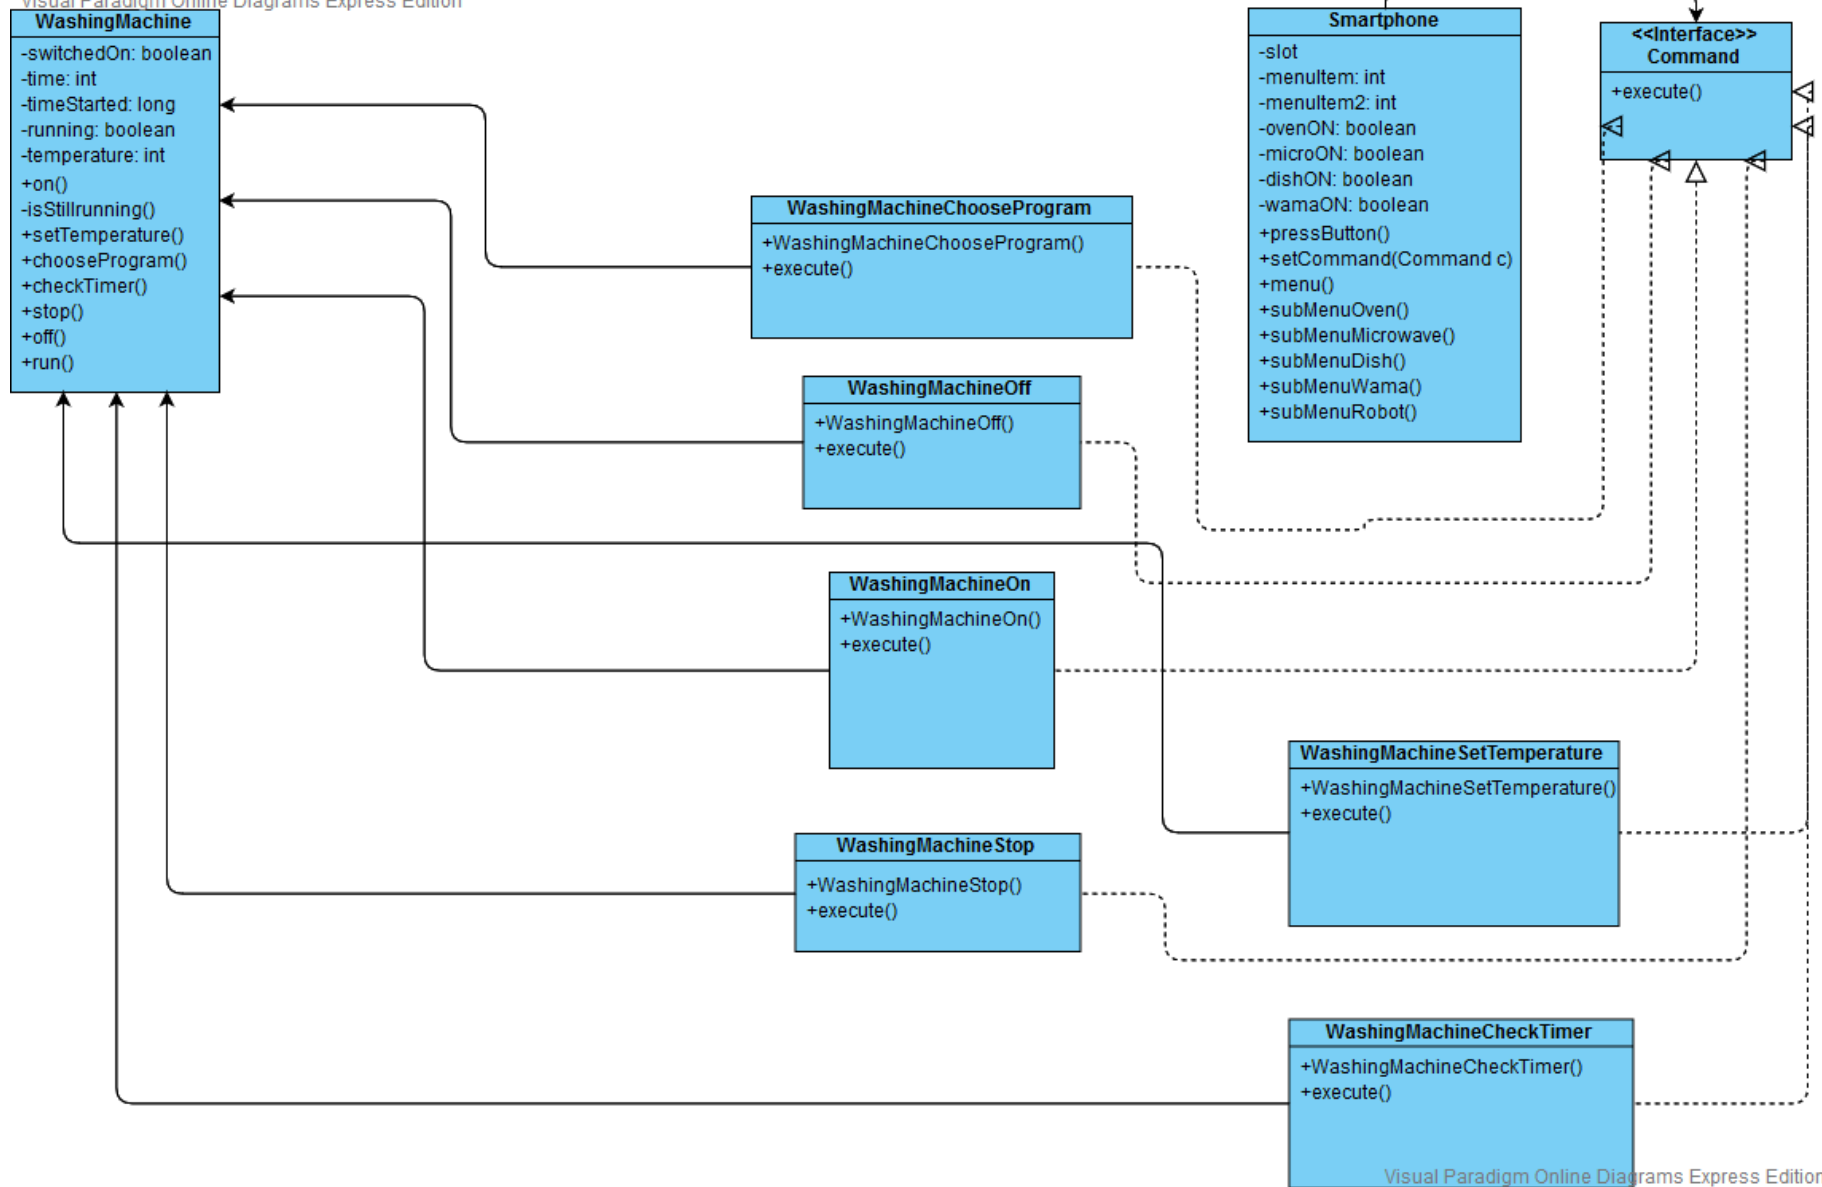 Visual Paradigm Online Diagrams Express Edition
WashingMachine
-switchedOn: boolean
-time: int
-timeStarted: long
-running: boolean
-temperature: int
+on()
-isStillrunning()
+setTemperature()
+chooseProgram()
+checkTimer()
+stop()
+off()
+run()
Smartphone
-slot
-menuItem: int
-menuItem2: int
-ovenON: boolean
-microON: boolean
-dishON: boolean
-wamaON: boolean
+pressButton()
+setCommand(Command c)
+menu()
+subMenuOven()
+subMenuMicrowave()
+subMenuDish()
+subMenuWama()
+subMenuRobot()
<<Interface>>
Command
+execute()
WashingMachineChooseProgram
+WashingMachineChooseProgram()
+execute()
WashingMachineOff
+WashingMachineOff()
+execute()
WashingMachineOn
+WashingMachineOn()
+execute()
WashingMachineSetTemperature
+WashingMachineSetTemperature()
+execute()
WashingMachineStop
+WashingMachineStop()
+execute()
WashingMachineCheckTimer
+WashingMachineCheckTimer()
+execute()
Visual Paradigm Online Diagrams Express Edition